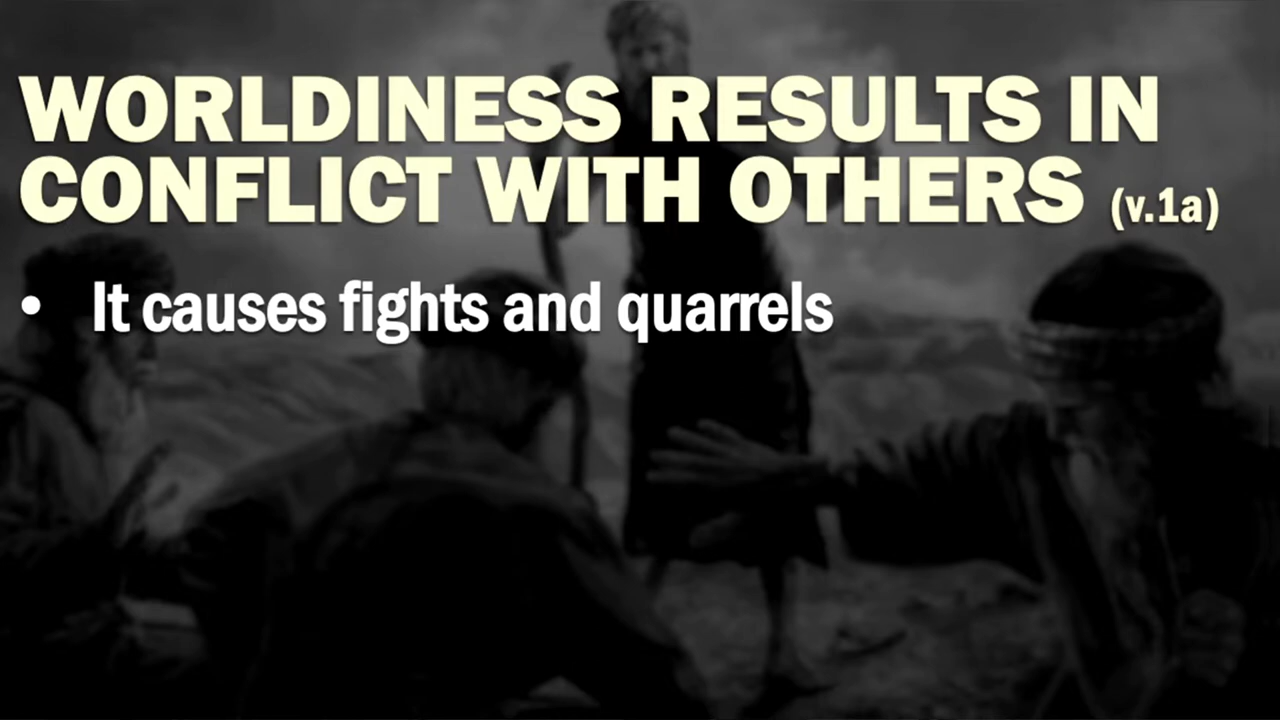 WORLDINESS RESULTS IN
CONFLICT WITH OTHERS (v.1a)
• It causes fights and quarrels